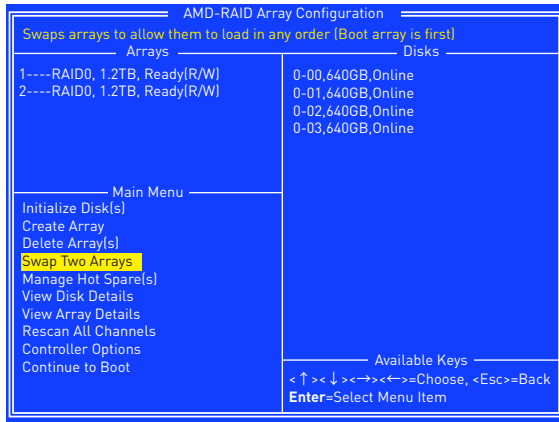 AMD-RAID Array Configuration
Swaps arrays to allow them to load in any order (Boot array is first)
Arrays
1----RAID0, 1.2TB, Ready(R/W)
2----RAID0, 1.2TB, Ready(R/W)
Disks
0-00,640GB,Online
0-01,640GB,Online
0-02,640GB,Online
0-03,640GB,Online
Main Menu
Initialize Disk(s)
Create Array
Delete Array(s)
Swap Two Arrays
Manage Hot Spare(s)
View Disk Details
View Array Details
Rescan All Channels
Controller Options
Continue to Boot
Available Keys
<↑><↓><→><←>=Choose, <Esc>=Back
Enter=Select Menu Item